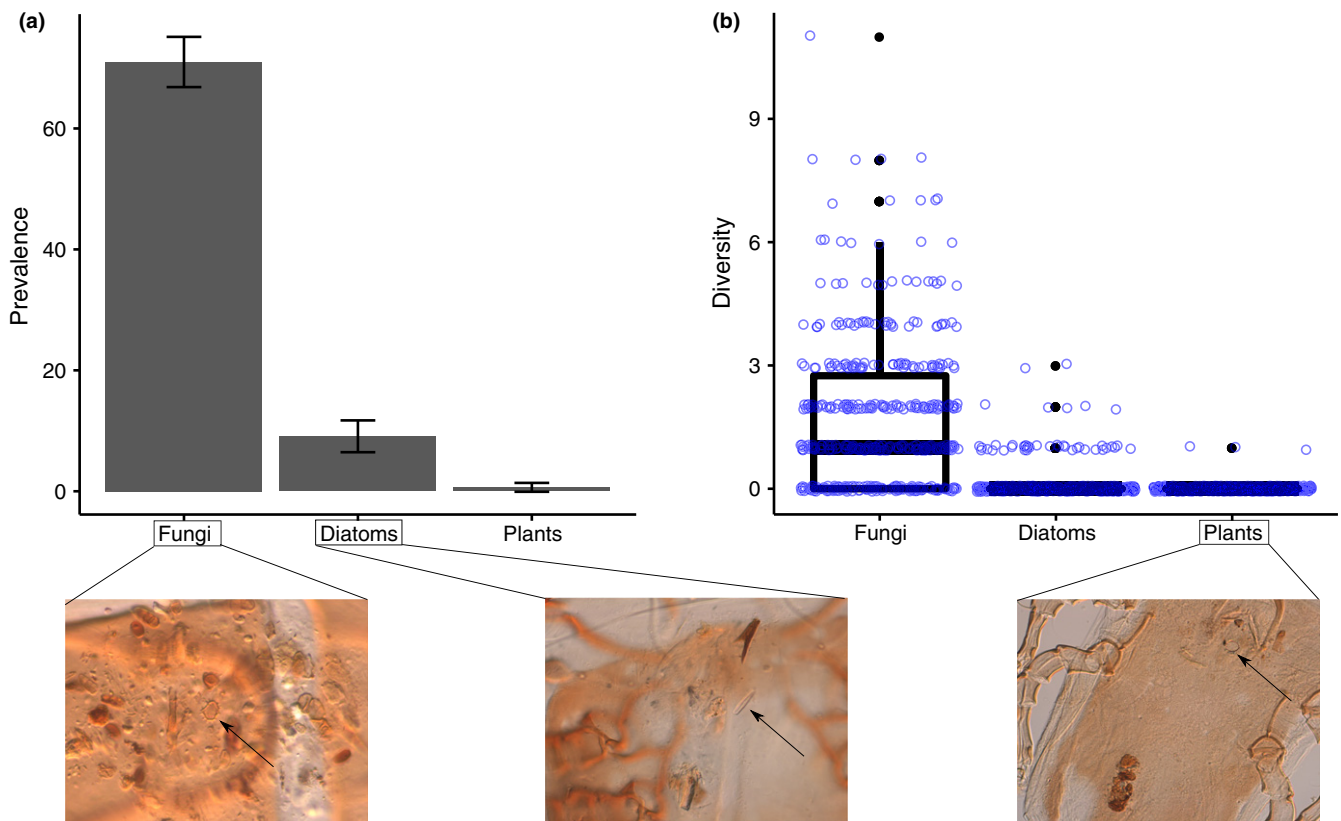 (a)
Prevalence
60
40
20
0
Fungi Diatoms Plants
(b)
Diversity
9
6
3
0
Fungi Diatoms Plants